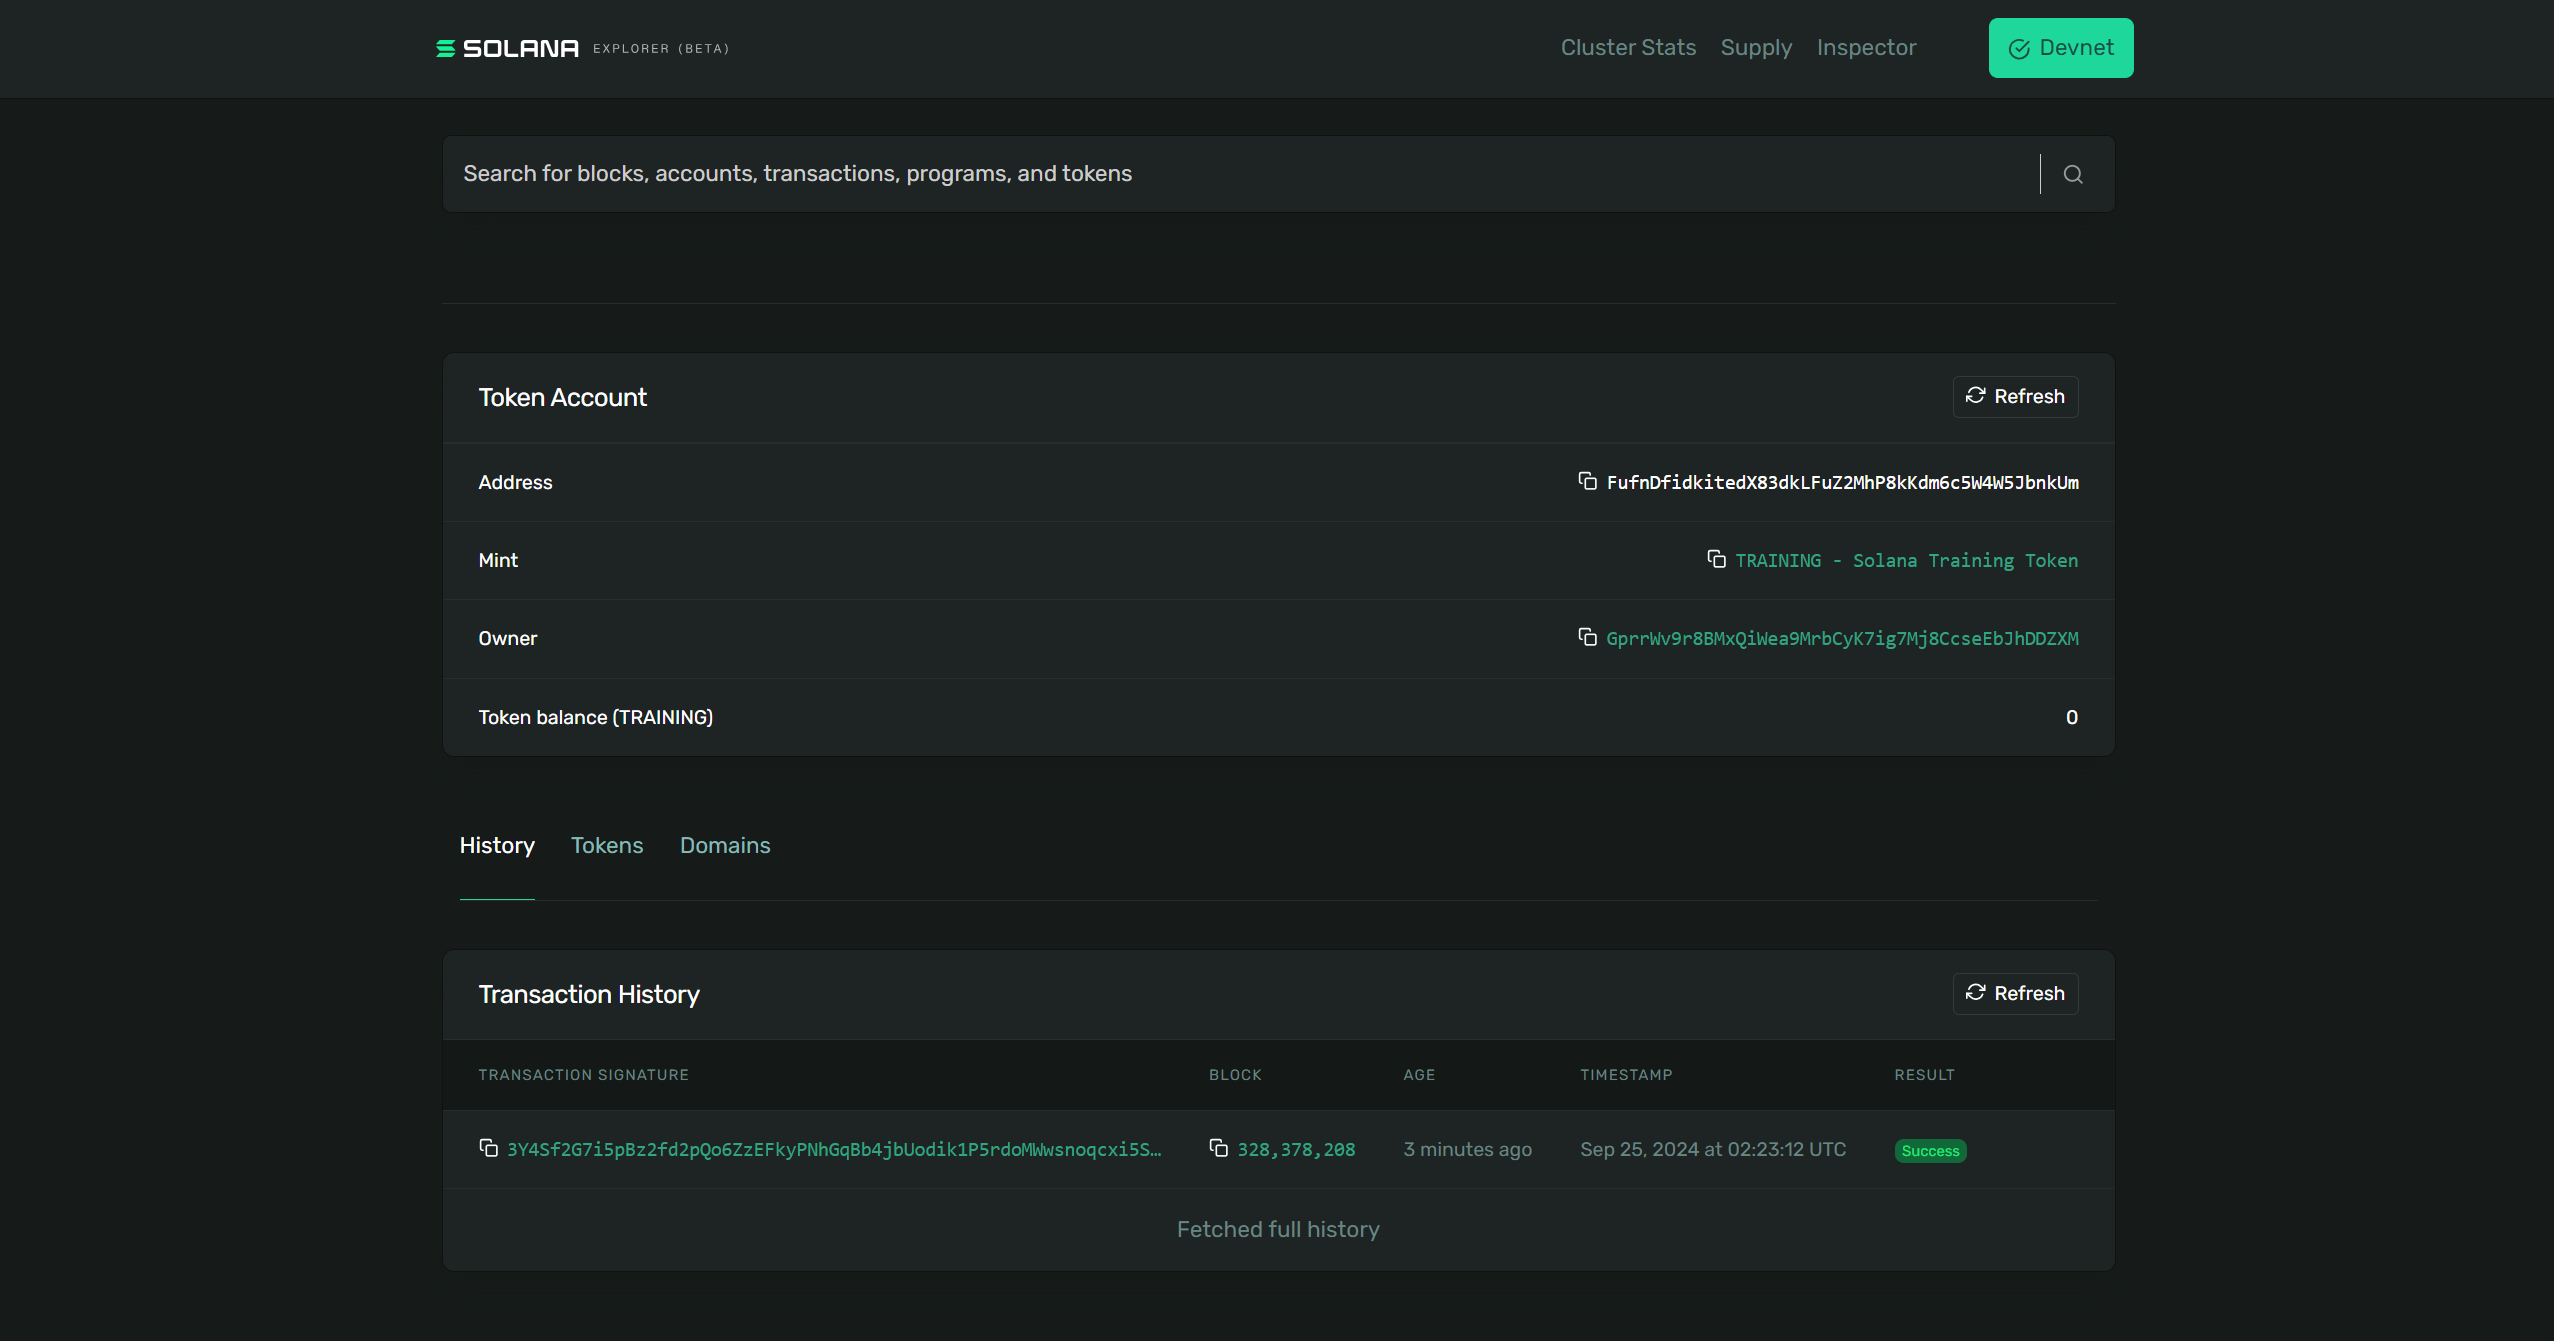 SOLANA EXPLORER (BETA) Cluster Stats Supply Inspector Devnet
Search for blocks, accounts, transactions, programs, and tokens
Token Account Refresh
Address FufnDfidkitedX83dkLFuZ2MhP8kKdm6c5W4W5JbnkUm
Mint TRAINING - Solana Training Token
Owner GprrWv9r8BMxQiWea9MrbCyK7ig7Mj8CcseEbJhDDZXM
Token balance (TRAINING) 0
History Tokens Domains
Transaction History Refresh
TRANSACTION SIGNATURE BLOCK AGE TIMESTAMP RESULT
3Y4Sf2G7i5pBz2fd2pQo6ZzEFkyPNhGqBb4jbUodik1P5rdoMWwsnoqcxi5S… 328,378,208 3 minutes ago Sep 25, 2024 at 02:23:12 UTC Success
Fetched full history